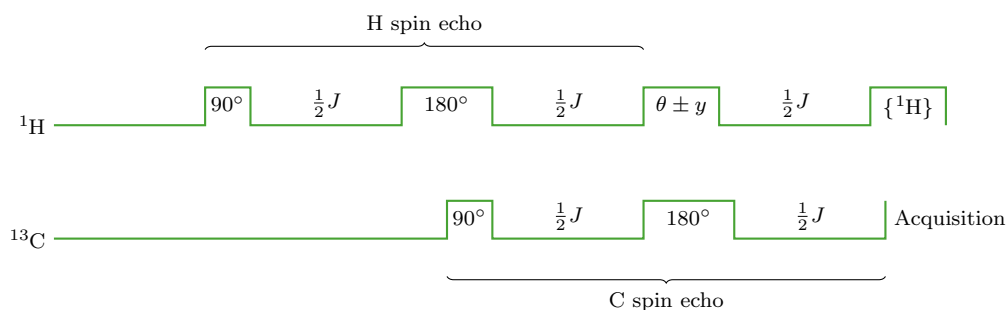 H spin echo
¹H 90° ½J 180° ½J θ ± y ½J {¹H}
¹³C 90° ½J 180° ½J Acquisition
C spin echo